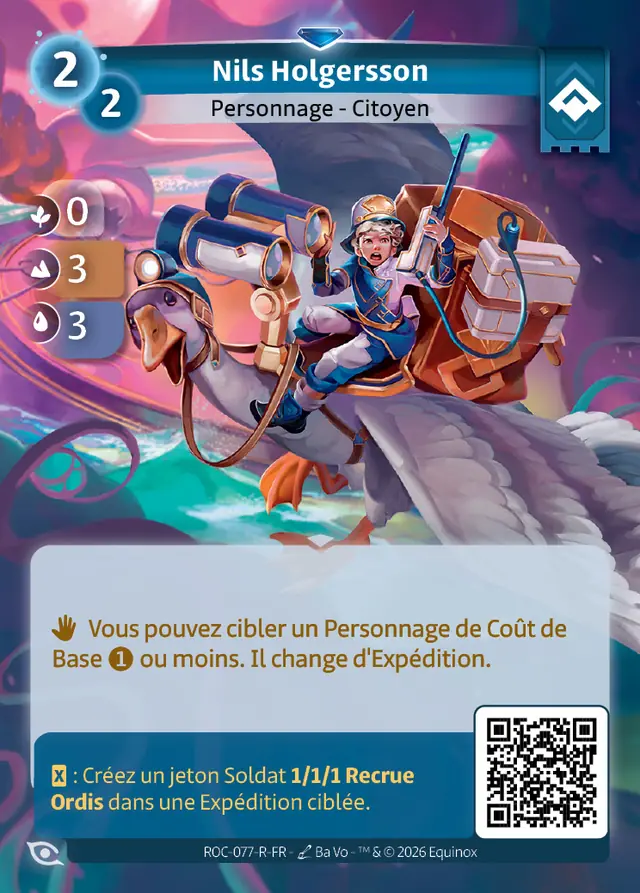 2
Nils Holgersson
2
Personnage - Citoyen
0
3
3
Vous pouvez cibler un Personnage de Coût de
Base 1 ou moins. Il change d'Expédition.
X : Créez un jeton Soldat 1/1/1 Recrue
Ordis dans une Expédition ciblée.
ROC-077-R-FR - Ba Vo - ™ & © 2026 Equinox